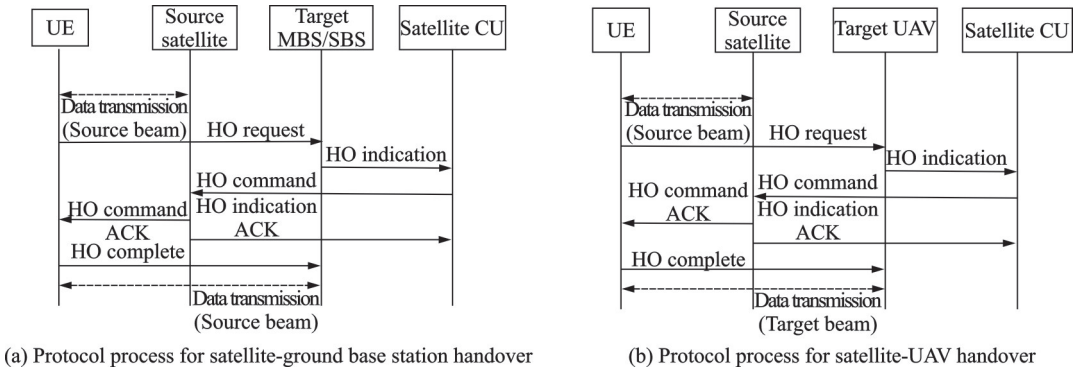 UE
Source
satellite
Target
MBS/SBS
Satellite CU
Data transmission
(Source beam)
HO request
HO indication
HO command
HO command
ACK
HO indication
ACK
HO complete
Data transmission
(Source beam)
(a) Protocol process for satellite-ground base station handover
UE
Source
satellite
Target UAV
Satellite CU
Data transmission
(Source beam)
HO request
HO indication
HO command
HO command
ACK
HO indication
ACK
HO complete
Data transmission
(Target beam)
(b) Protocol process for satellite-UAV handover